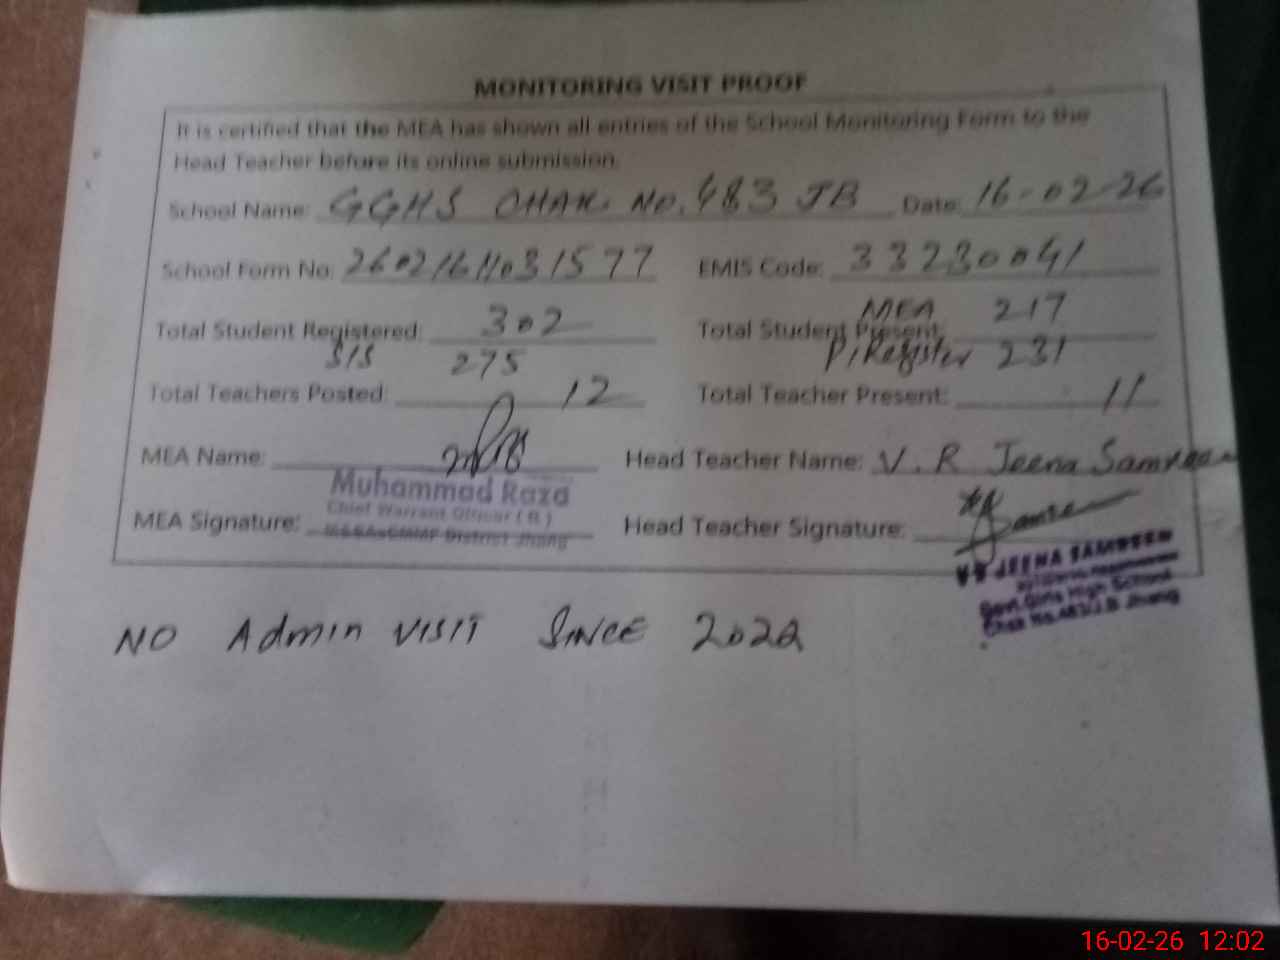 MONITORING VISIT PROOF
It is certified that the MEA has shown all entries of the School Monitoring Form to the
Head Teacher before its online submission.
School Name: GGHS CHAK NO. 483 JB Date: 16-02-26
School Form No: EMIS Code: 33230041
Total Student Registered: 302 Total Student Present: MEA 217
SIS 275 P/Register 231
Total Teachers Posted: 12 Total Teacher Present: 11
MEA Name: Head Teacher Name: V.R Jeena Samreen
Muhammad Raza
Chief Warrant Officer (R)
MEA Signature: District Jhang Head Teacher Signature:
JEENA SAMREEN
Govt. Girls High School
Chak No. 483/J.B Jhang
NO Admin VISIT SINCE 2022
16-02-26 12:02